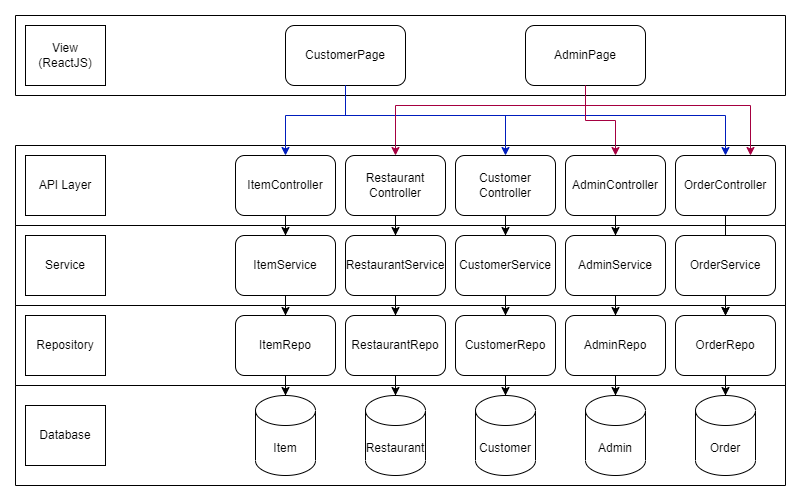 View
(ReactJS)
CustomerPage
AdminPage
API Layer
ItemController
Restaurant
Controller
Customer
Controller
AdminController
OrderController
Service
ItemService
RestaurantService
CustomerService
AdminService
OrderService
Repository
ItemRepo
RestaurantRepo
CustomerRepo
AdminRepo
OrderRepo
Database
Item
Restaurant
Customer
Admin
Order